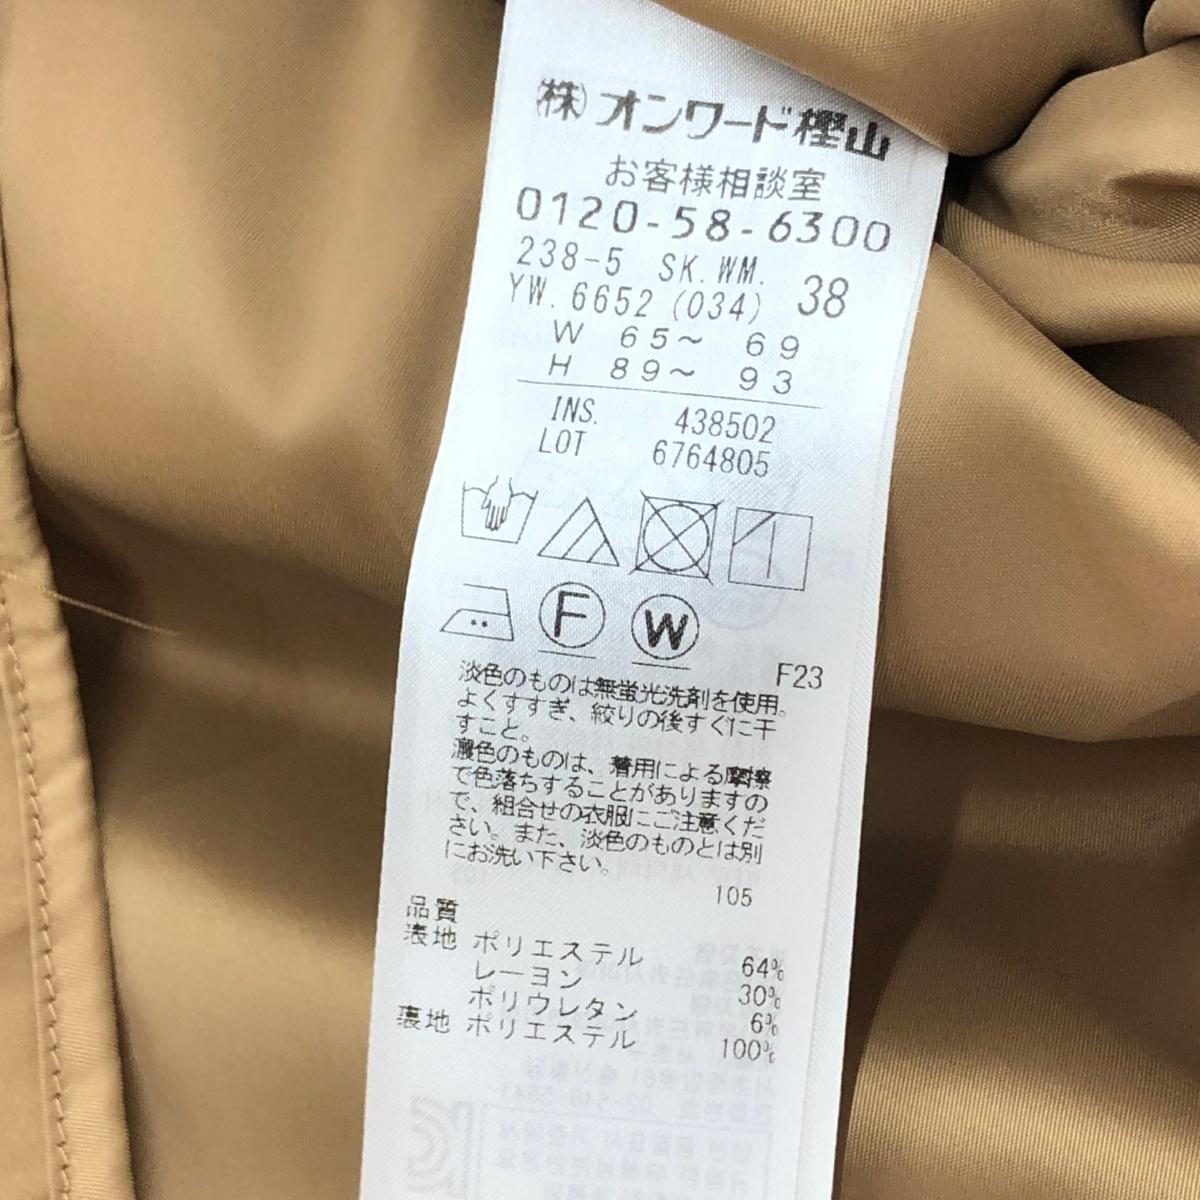 (株)オンワード樫山
お客様相談室
0120-58-6300
238-5 SK.WM.
YW.6652 (034) 38
W 65〜 69
H 89〜 93
INS. 438502
LOT 6764805
F
W
F23
淡色のものは無蛍光洗剤を使用。
よくすすぎ、絞りの後すぐに干
すこと。
濃色のものは、着用による摩擦
で色落ちすることがありますの
で、組合せの衣服にご注意くだ
さい。また、淡色のものとは別
にお洗い下さい。
105
品質
表地 ポリエステル 64%
レーヨン 30%
ポリウレタン 6%
裏地 ポリエステル 100%